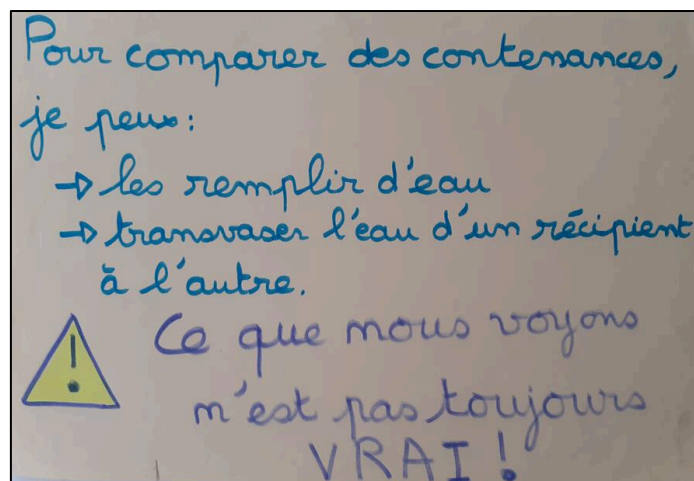 Pour comparer des contenances,
je peux:
→ les remplir d'eau
→ transvaser l'eau d'un récipient
à l'autre.
! Ce que nous voyons
n'est pas toujours
VRAI !